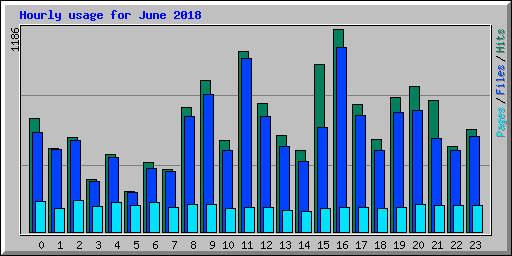 Hourly usage for June 2018
1186
Pages/Files/Hits
0 1 2 3 4 5 6 7 8 9 10 11 12 13 14 15 16 17 18 19 20 21 22 23